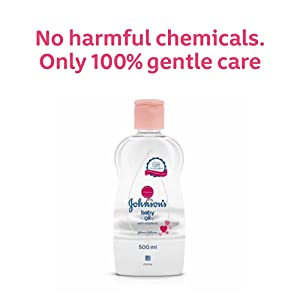 No harmful chemicals.
Only 100% gentle care
Johnson's
baby
oil
500 ml